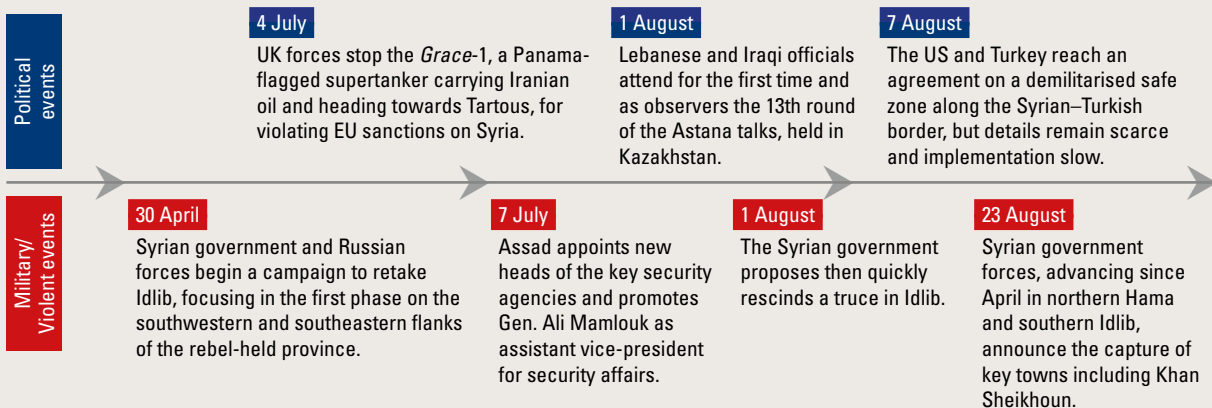 Political
events
4 July
UK forces stop the Grace-1, a Panama-
flagged supertanker carrying Iranian
oil and heading towards Tartous, for
violating EU sanctions on Syria.
1 August
Lebanese and Iraqi officials
attend for the first time and
as observers the 13th round
of the Astana talks, held in
Kazakhstan.
7 August
The US and Turkey reach an
agreement on a demilitarised safe
zone along the Syrian–Turkish
border, but details remain scarce
and implementation slow.
Military/
Violent events
30 April
Syrian government and Russian
forces begin a campaign to retake
Idlib, focusing in the first phase on the
southwestern and southeastern flanks
of the rebel-held province.
7 July
Assad appoints new
heads of the key security
agencies and promotes
Gen. Ali Mamlouk as
assistant vice-president
for security affairs.
1 August
The Syrian government
proposes then quickly
rescinds a truce in Idlib.
23 August
Syrian government
forces, advancing since
April in northern Hama
and southern Idlib,
announce the capture of
key towns including Khan
Sheikhoun.